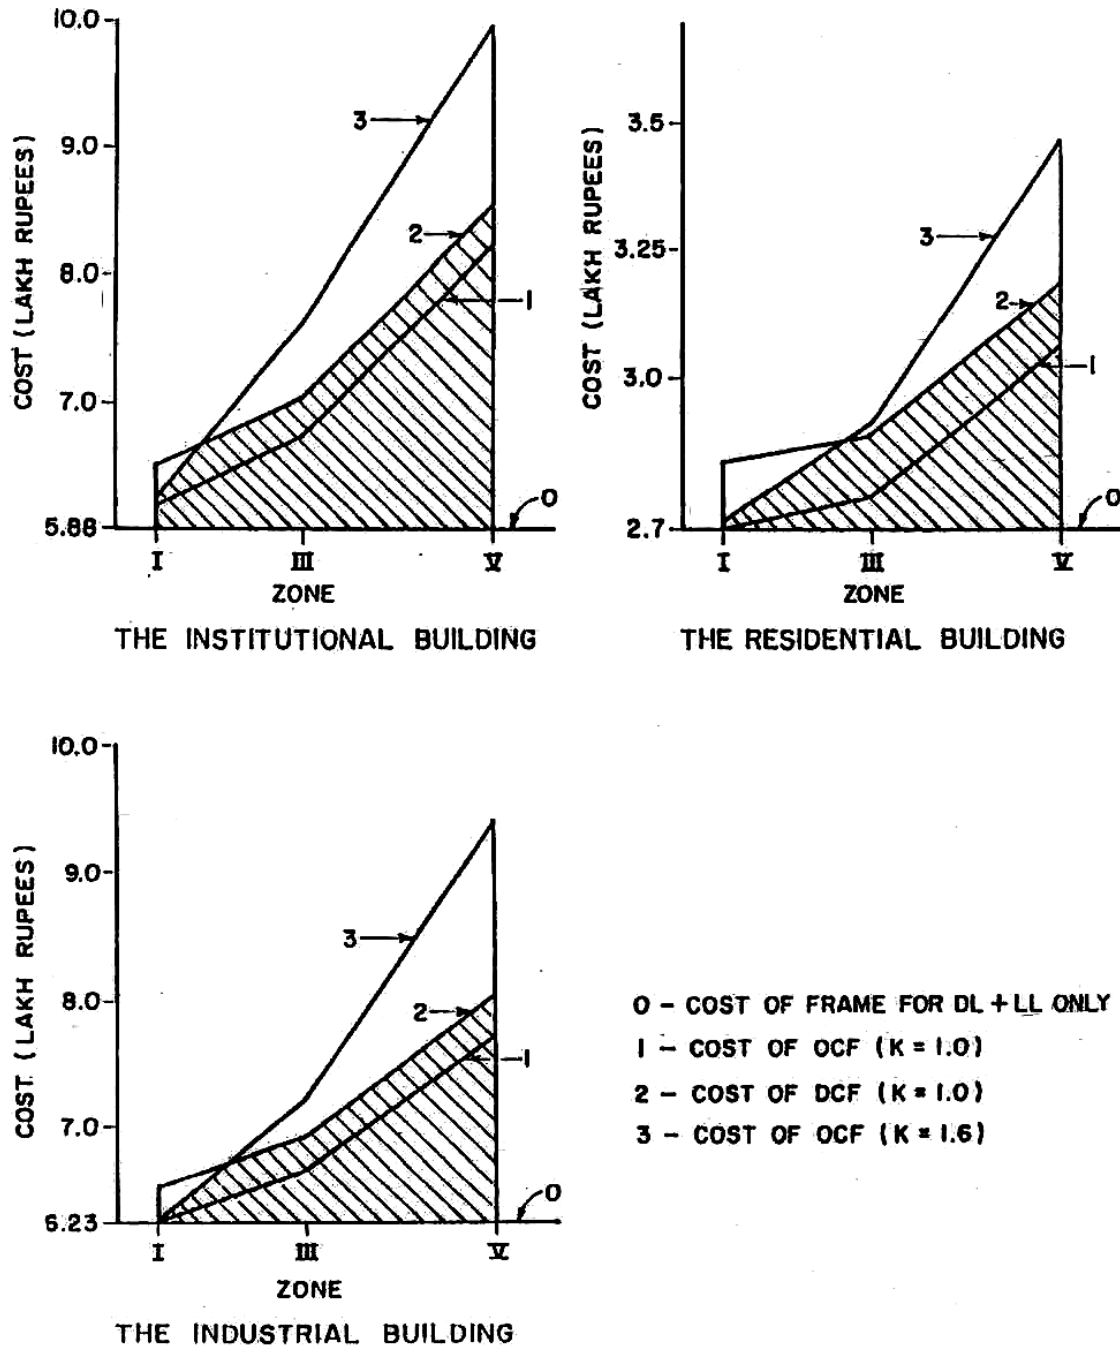 10.0
9.0
8.0
7.0
5.88
COST (LAKH RUPEES)
3
2
1
0
I III V
ZONE
THE INSTITUTIONAL BUILDING
3.5
3.25
3.0
2.7
COST (LAKH RUPEES)
3
2
1
0
I III V
ZONE
THE RESIDENTIAL BUILDING
10.0
9.0
8.0
7.0
6.23
COST (LAKH RUPEES)
3
2
1
0
I III V
ZONE
THE INDUSTRIAL BUILDING
0 - COST OF FRAME FOR DL + LL ONLY
1 - COST OF OCF (K = 1.0)
2 - COST OF DCF (K = 1.0)
3 - COST OF OCF (K = 1.6)